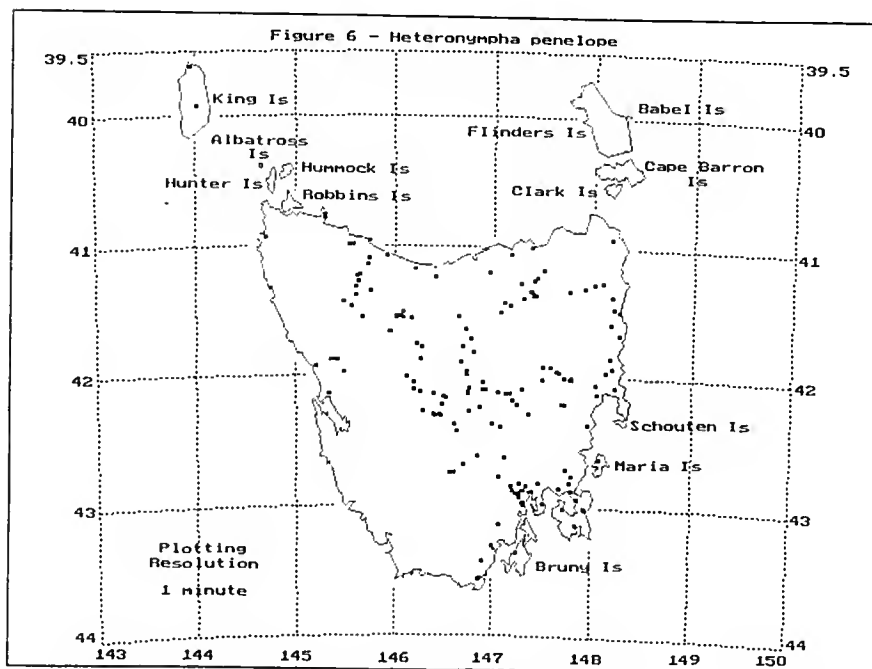 Figure 6 - Heteronympha penelope
39.5
39.5
King Is
Babel Is
40
Flinders Is
40
Albatross
Is
Hummock Is
Cape Barron
Is
Hunter Is
Clark Is
Robbins Is
41
41
42
42
Schouten Is
Maria Is
43
43
Plotting
Resolution
1 minute
Bruny Is
44
44
143
144
145
146
147
148
149
150